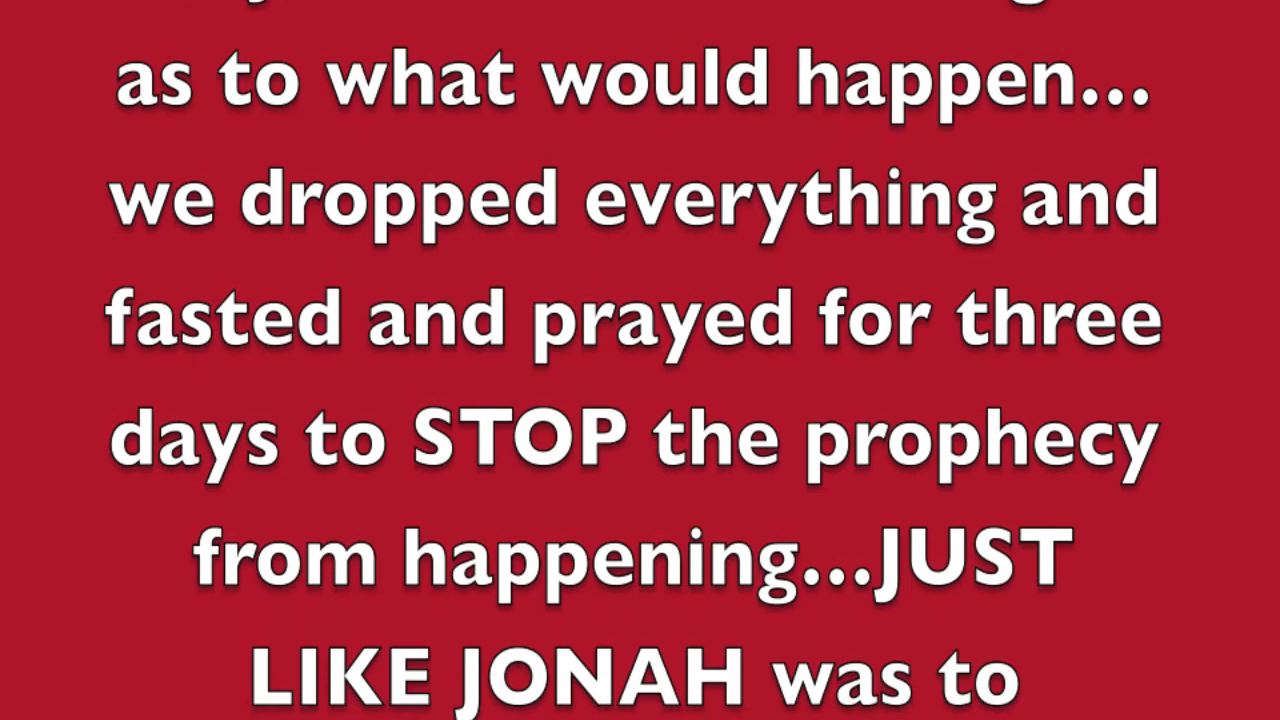 as to what would happen...
we dropped everything and
fasted and prayed for three
days to STOP the prophecy
from happening...JUST
LIKE JONAH was to